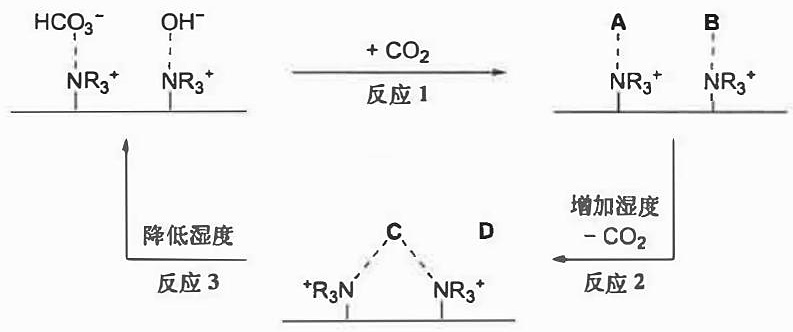 HCO₃⁻ OH⁻
NR₃⁺ NR₃⁺
+ CO₂
反应 1
A B
NR₃⁺ NR₃⁺
增加湿度
− CO₂
反应 2
C D
⁺R₃N NR₃⁺
降低湿度
反应 3